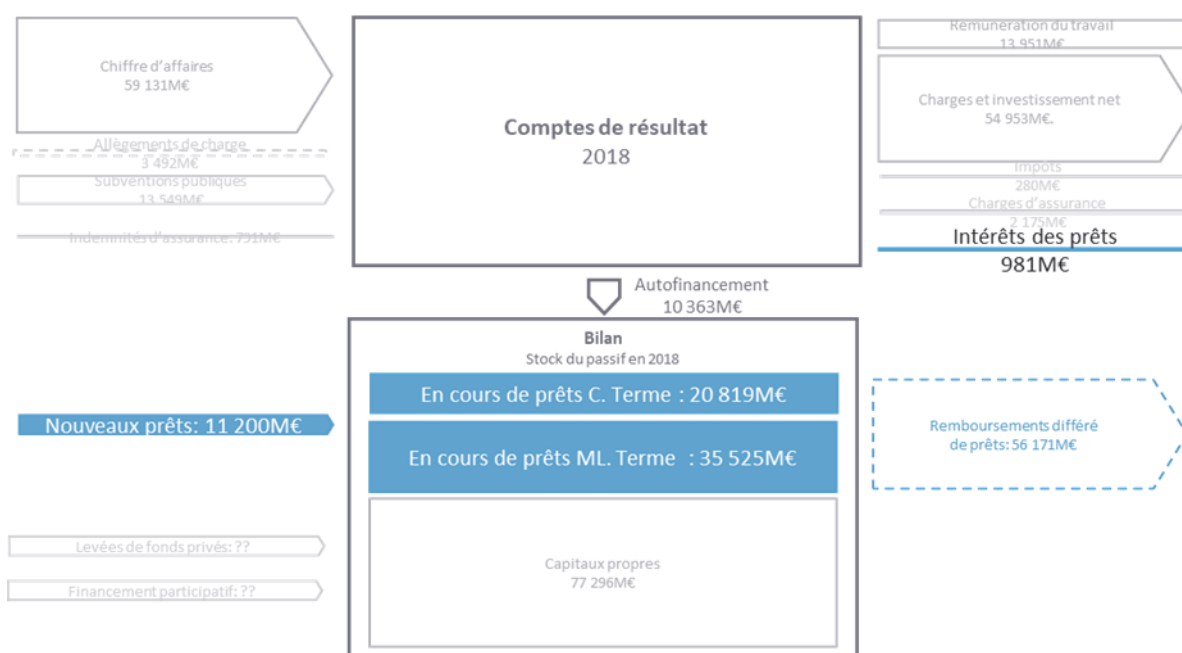 Chiffre d'affaires
59 131M€
Allègements de charge
3 492M€
Subventions publiques
13 549M€
Indemnités d'assurance: 791M€
Comptes de résultat
2018
Rémunération du travail
13 951M€
Charges et investissement net
54 953M€.
Impôts
280M€
Charges d'assurance
2 175M€
Intérêts des prêts
981M€
Autofinancement
10 363M€
Bilan
Stock du passif en 2018
En cours de prêts C. Terme : 20 819M€
En cours de prêts ML. Terme : 35 525M€
Capitaux propres
77 296M€
Nouveaux prêts: 11 200M€
Levées de fonds privés: ??
Financement participatif: ??
Remboursements différé
de prêts: 56 171M€